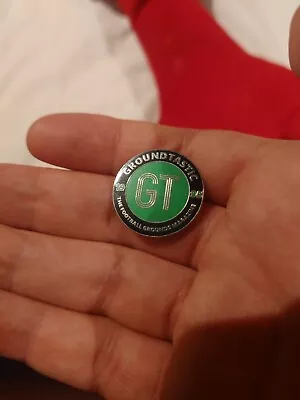 GROUNDTASTIC
GT
THE FOOTBALL GROUNDS MAGAZINE